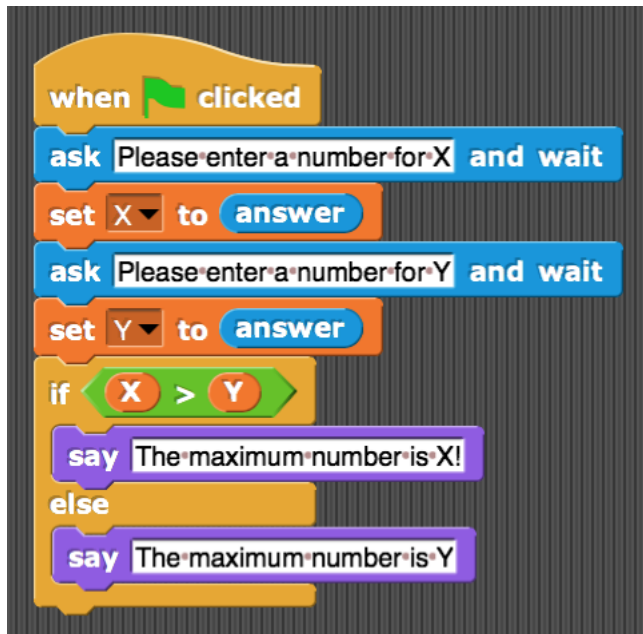 when clicked
ask Please enter a number for X and wait
set X to answer
ask Please enter a number for Y and wait
set Y to answer
if X > Y
say The maximum number is X!
else
say The maximum number is Y